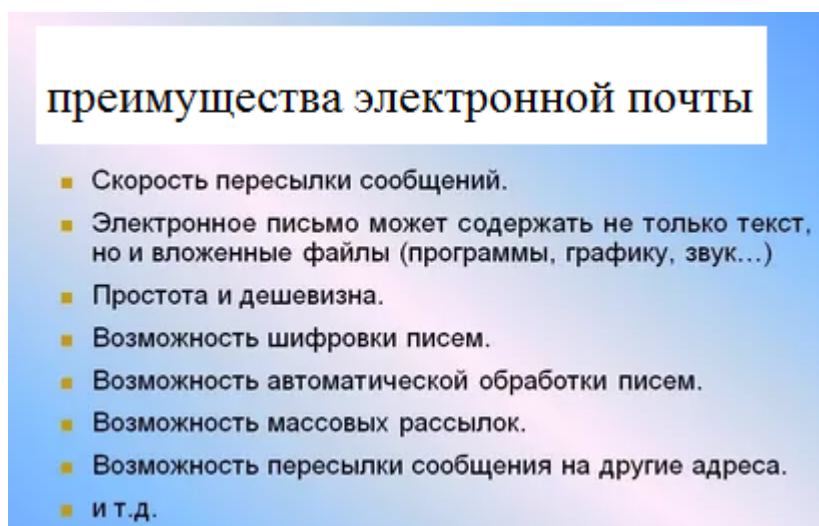 преимущества электронной почты
Скорость пересылки сообщений.
Электронное письмо может содержать не только текст,
но и вложенные файлы (программы, графику, звук...)
Простота и дешевизна.
Возможность шифровки писем.
Возможность автоматической обработки писем.
Возможность массовых рассылок.
Возможность пересылки сообщения на другие адреса.
и т.д.